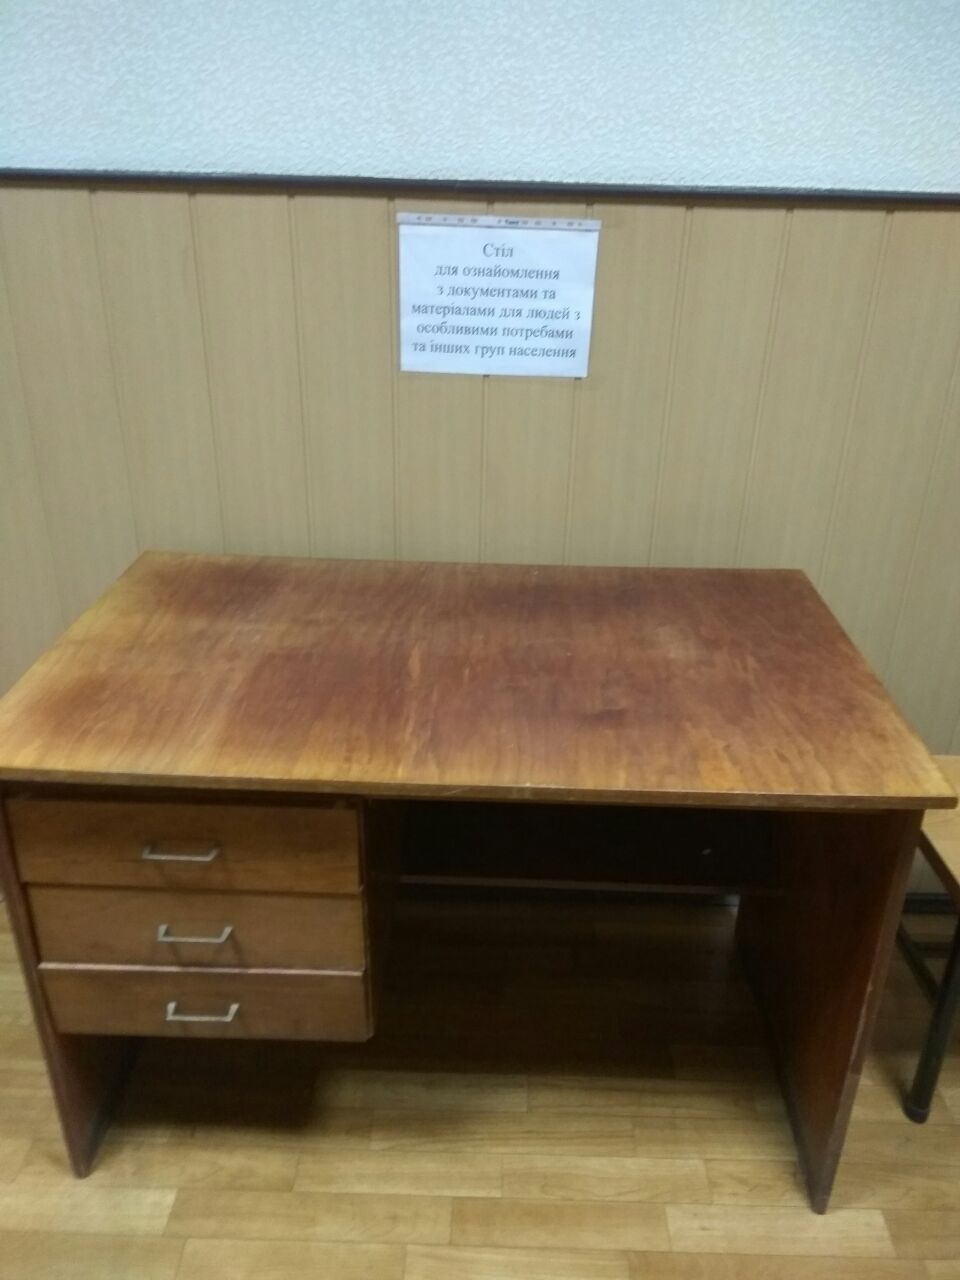 Стіл
для ознайомлення
з документами та
матеріалами для людей з
особливими потребами
та інших груп населення